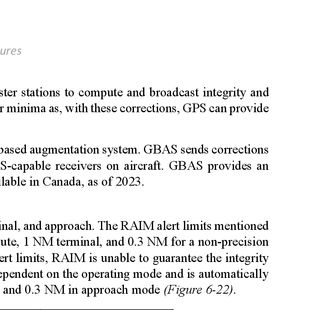 ures
ster stations to compute and broadcast integrity and
r minima as, with these corrections, GPS can provide
based augmentation system. GBAS sends corrections
S-capable receivers on aircraft. GBAS provides an
ilable in Canada, as of 2023.
inal, and approach. The RAIM alert limits mentioned
ute, 1 NM terminal, and 0.3 NM for a non-precision
ert limits, RAIM is unable to guarantee the integrity
ependent on the operating mode and is automatically
and 0.3 NM in approach mode (Figure 6-22).